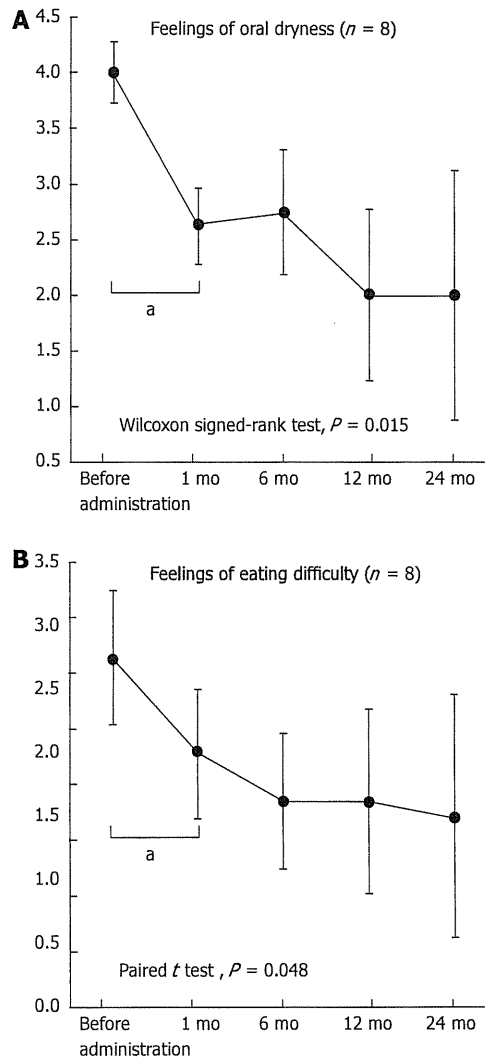 A
4.5
Feelings of oral dryness (n = 8)
4.0
3.5
3.0
2.5
2.0
a
1.5
1.0
Wilcoxon signed-rank test, P = 0.015
0.5
Before administration
1 mo
6 mo
12 mo
24 mo
B
3.5
Feelings of eating difficulty (n = 8)
3.0
2.5
2.0
1.5
a
1.0
0.5
Paired t test , P = 0.048
0.0
Before administration
1 mo
6 mo
12 mo
24 mo